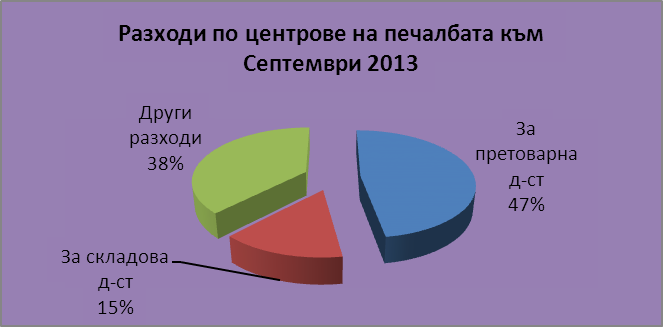 Разходи по центрове на печалбата към
Септември 2013
Други
разходи
38%
За
претоварна
д-ст
47%
За складова
д-ст
15%